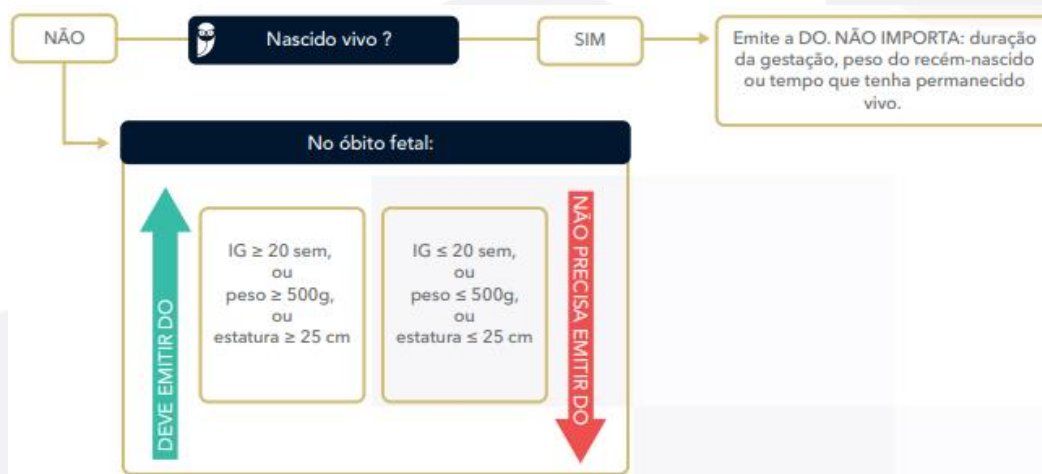 NÃO
Nascido vivo ?
SIM
Emite a DO. NÃO IMPORTA: duração
da gestação, peso do recém-nascido
ou tempo que tenha permanecido
vivo.
No óbito fetal:
DEVE EMITIR DO
IG ≥ 20 sem,
ou
peso ≥ 500g,
ou
estatura ≥ 25 cm
IG ≤ 20 sem,
ou
peso ≤ 500g,
ou
estatura ≤ 25 cm
NÃO PRECISA EMITIR DO